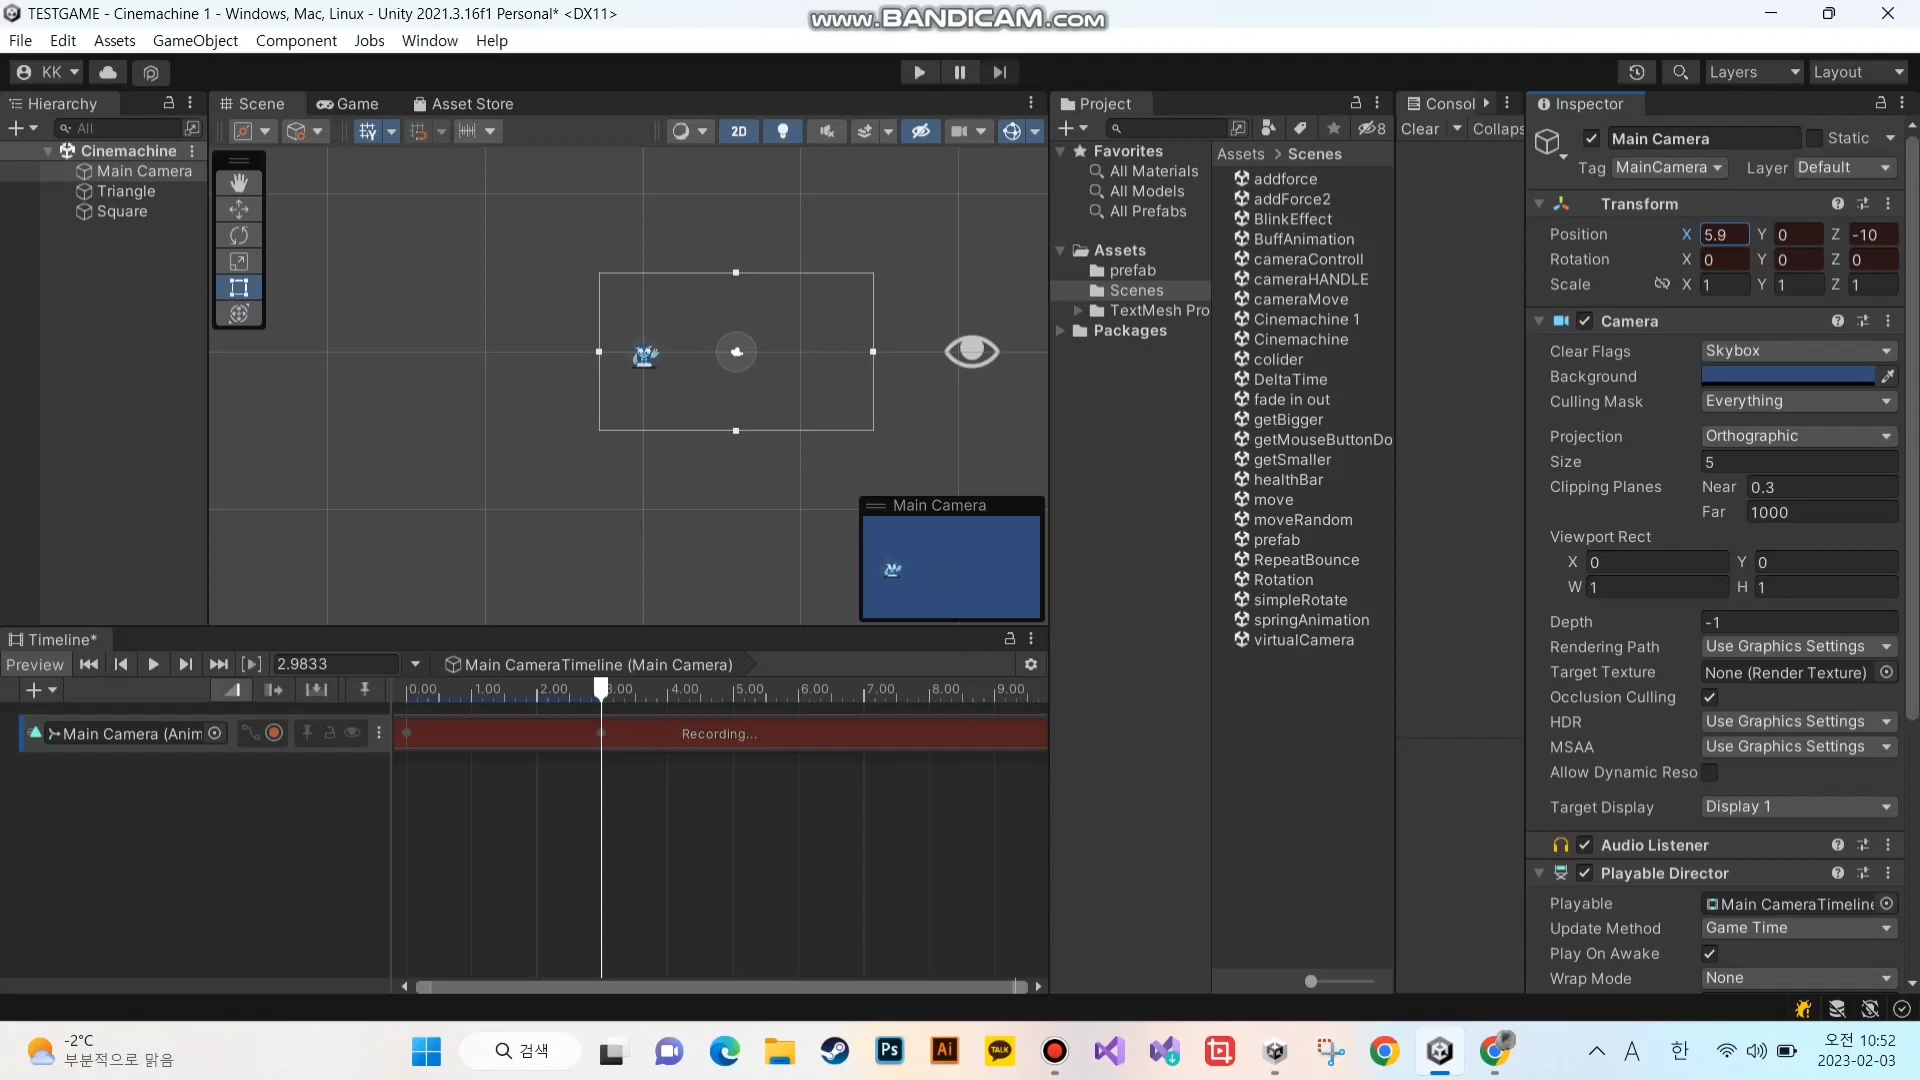 TESTGAME - Cinemachine 1 - Windows, Mac, Linux - Unity 2021.3.16f1 Personal* <DX11>
www.BANDICAM.com
File Edit Assets GameObject Component Jobs Window Help
KK
Layers
Layout
Hierarchy
All
Cinemachine
Main Camera
Triangle
Square
Scene
Game
Asset Store
2D
Main Camera
Project
8
Favorites
All Materials
All Models
All Prefabs
Assets
prefab
Scenes
TextMesh Pro
Packages
Assets > Scenes
addforce
addForce2
BlinkEffect
BuffAnimation
cameraControll
cameraHANDLE
cameraMove
Cinemachine 1
Cinemachine
colider
DeltaTime
fade in out
getBigger
getMouseButtonDo
getSmaller
healthBar
move
moveRandom
prefab
RepeatBounce
Rotation
simpleRotate
springAnimation
virtualCamera
Consol
Clear
Collaps
Inspector
Main Camera
Static
Tag MainCamera Layer Default
Transform
Position X 5.9 Y 0 Z -10
Rotation X 0 Y 0 Z 0
Scale X 1 Y 1 Z 1
Camera
Clear Flags Skybox
Background
Culling Mask Everything
Projection Orthographic
Size 5
Clipping Planes Near 0.3
Far 1000
Viewport Rect
X 0 Y 0
W 1 H 1
Depth -1
Rendering Path Use Graphics Settings
Target Texture None (Render Texture)
Occlusion Culling
HDR Use Graphics Settings
MSAA Use Graphics Settings
Allow Dynamic Reso
Target Display Display 1
Audio Listener
Playable Director
Playable Main CameraTimeline
Update Method Game Time
Play On Awake
Wrap Mode None
Timeline*
Preview
2.9833
Main CameraTimeline (Main Camera)
0.00 1.00 2.00 3.00 4.00 5.00 6.00 7.00 8.00 9.00
Main Camera (Anim
Recording...
-2°C
부분적으로 맑음
검색
Ps
Ai
TALK
A
한
오전 10:52
2023-02-03